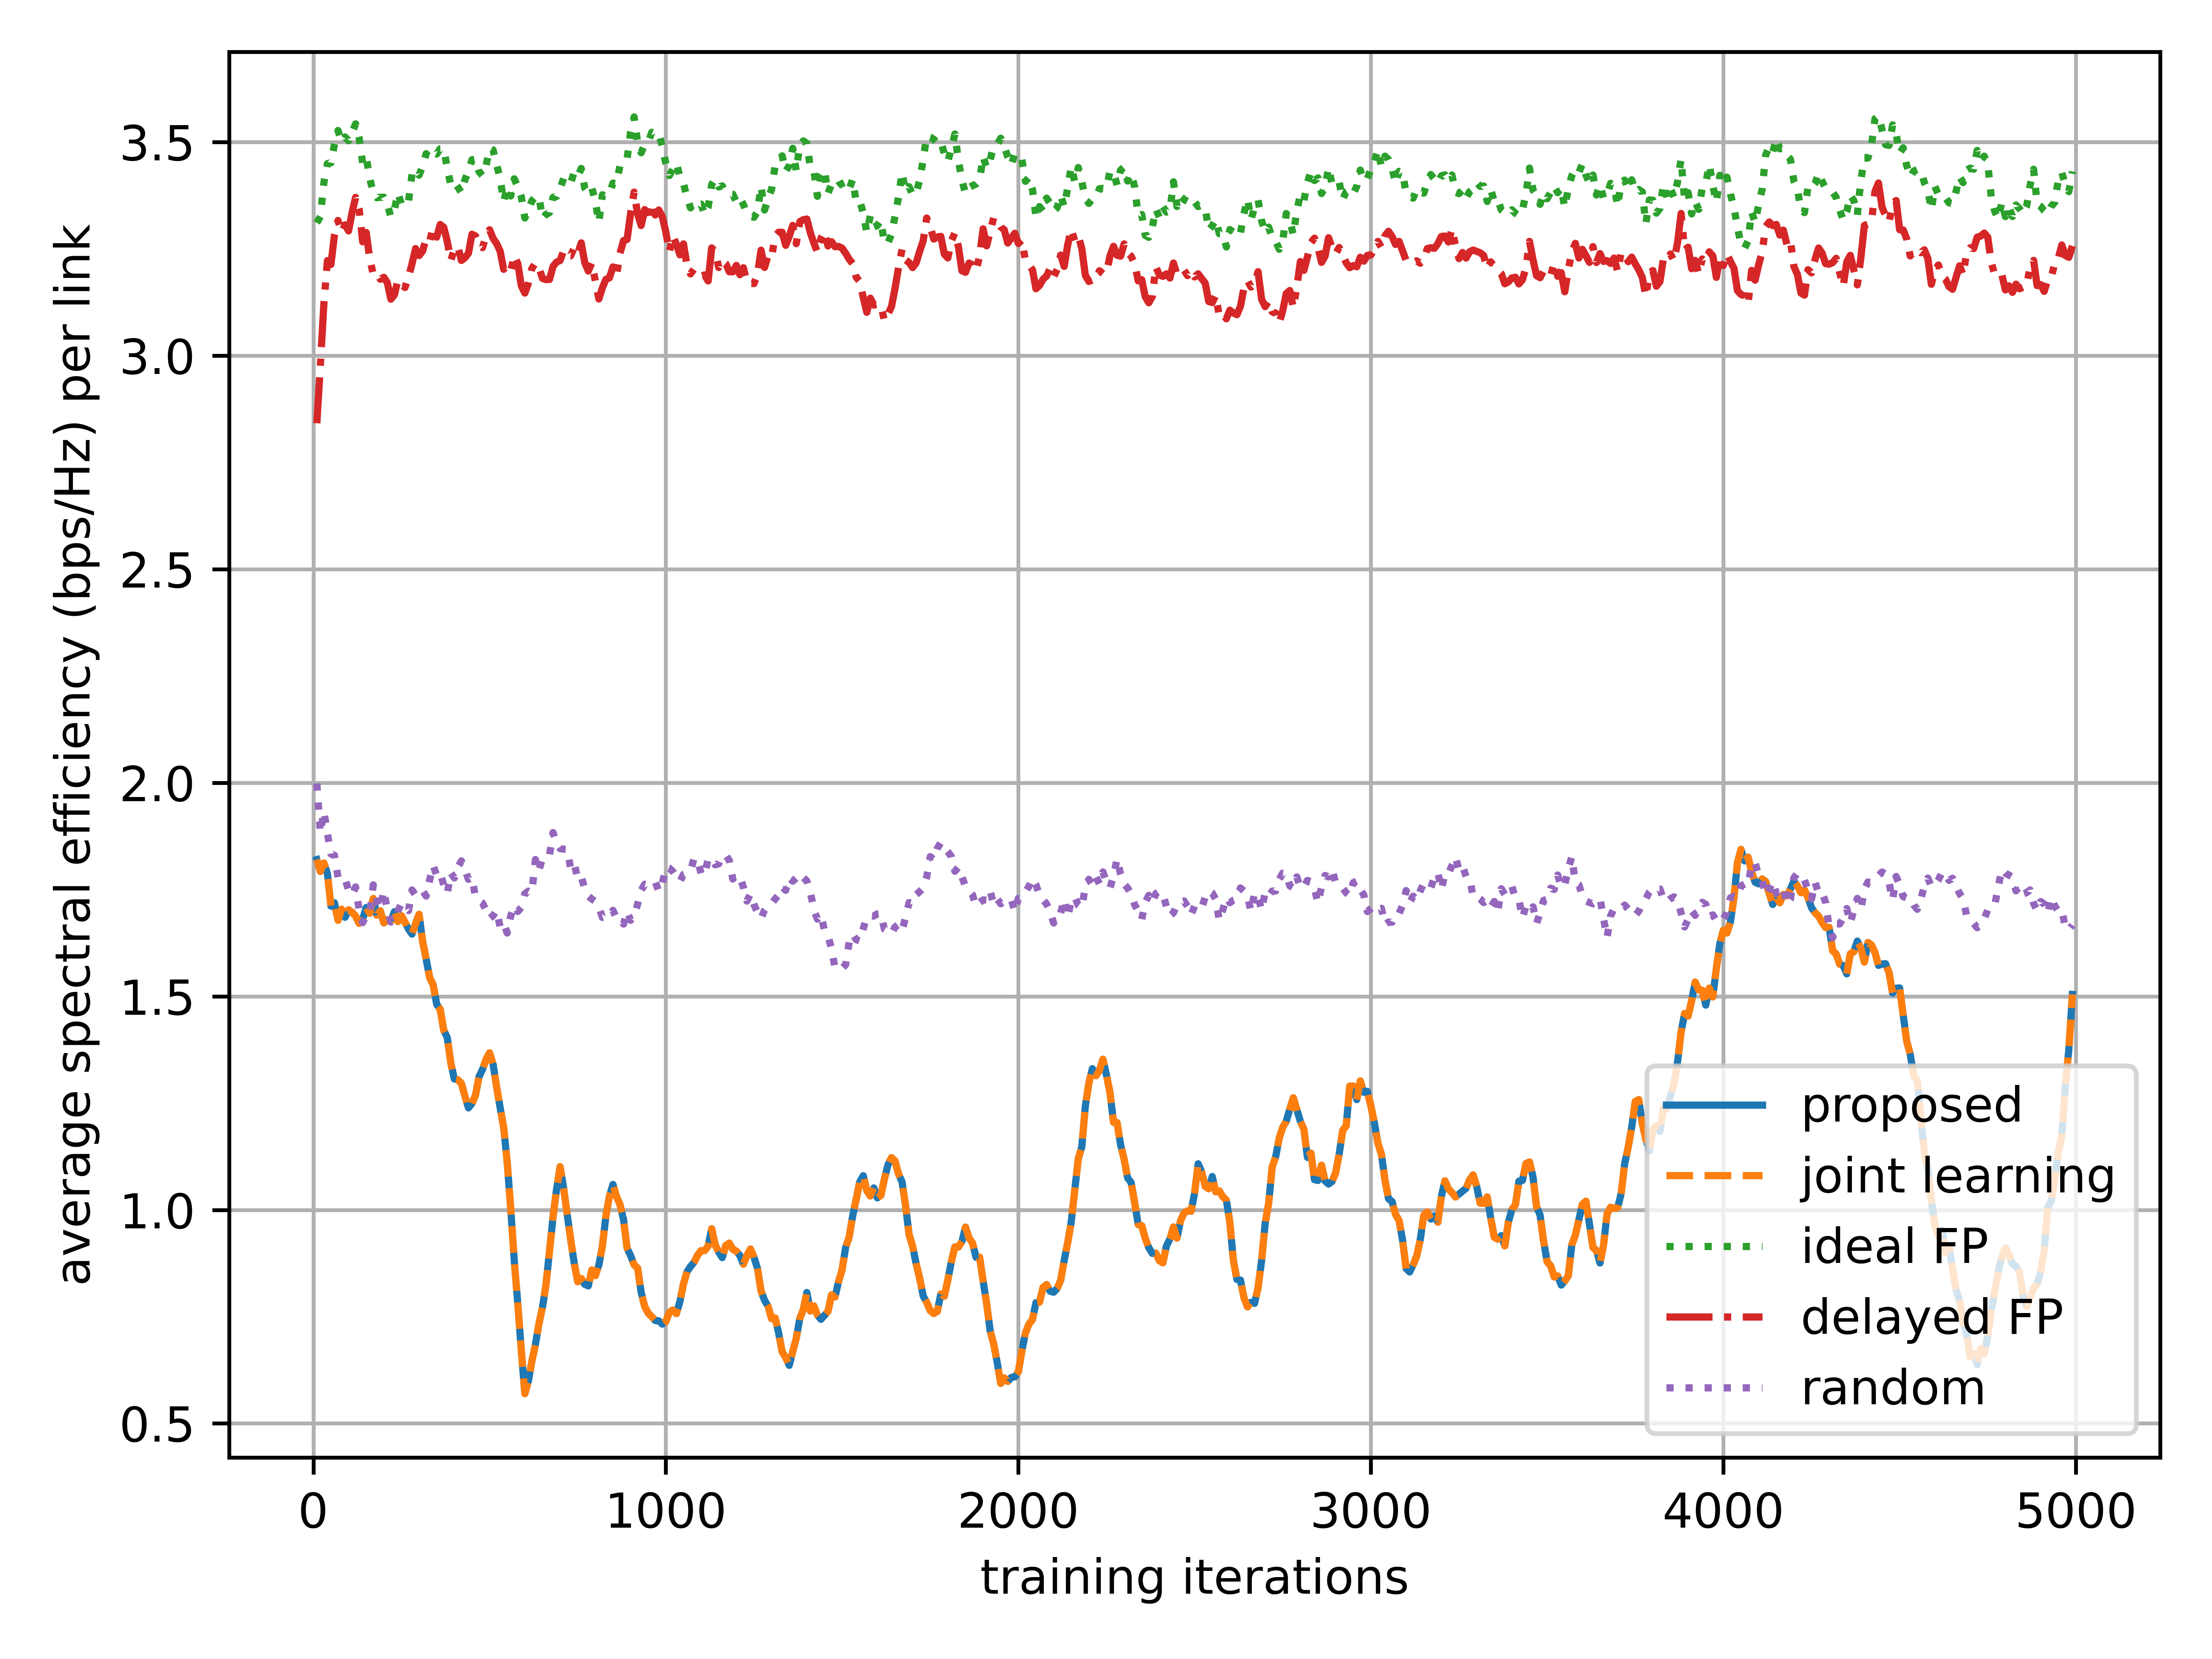 3.5
3.0
2.5
2.0
1.5
1.0
0.5
average spectral efficiency (bps/Hz) per link
0 1000 2000 3000 4000 5000
training iterations
proposed
joint learning
ideal FP
delayed FP
random